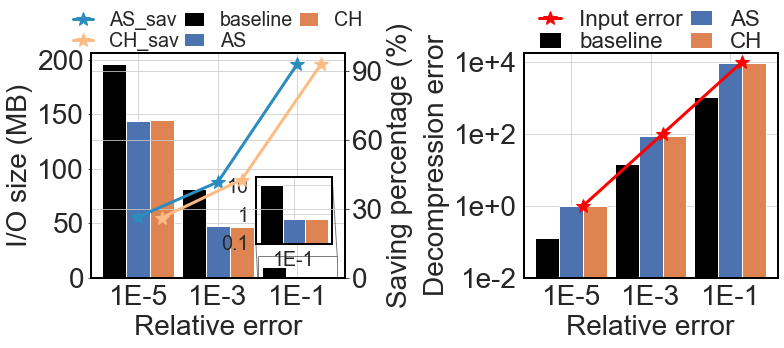 AS_sav baseline CH
CH_sav AS
I/O size (MB)
200
150
100
50
0
90
60
30
0
Saving percentage (%)
10
1
0.1
1E-1
1E-5 1E-3 1E-1
Relative error
Input error AS
baseline CH
Decompression error
1e+4
1e+2
1e+0
1e-2
1E-5 1E-3 1E-1
Relative error